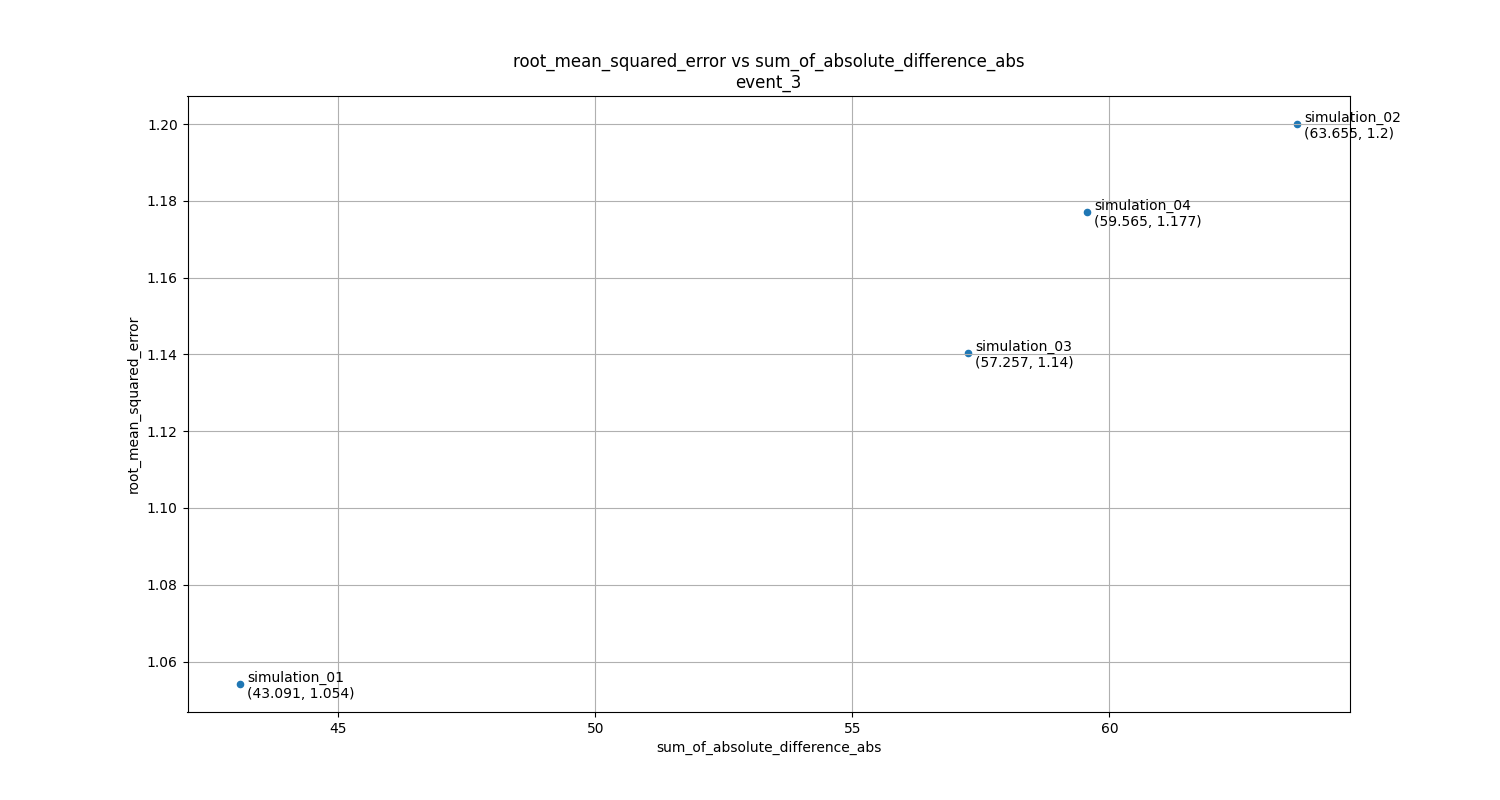 root_mean_squared_error vs sum_of_absolute_difference_abs
event_3
root_mean_squared_error
1.20
1.18
1.16
1.14
1.12
1.10
1.08
1.06
simulation_02
(63.655, 1.2)
simulation_04
(59.565, 1.177)
simulation_03
(57.257, 1.14)
simulation_01
(43.091, 1.054)
45
50
55
60
sum_of_absolute_difference_abs